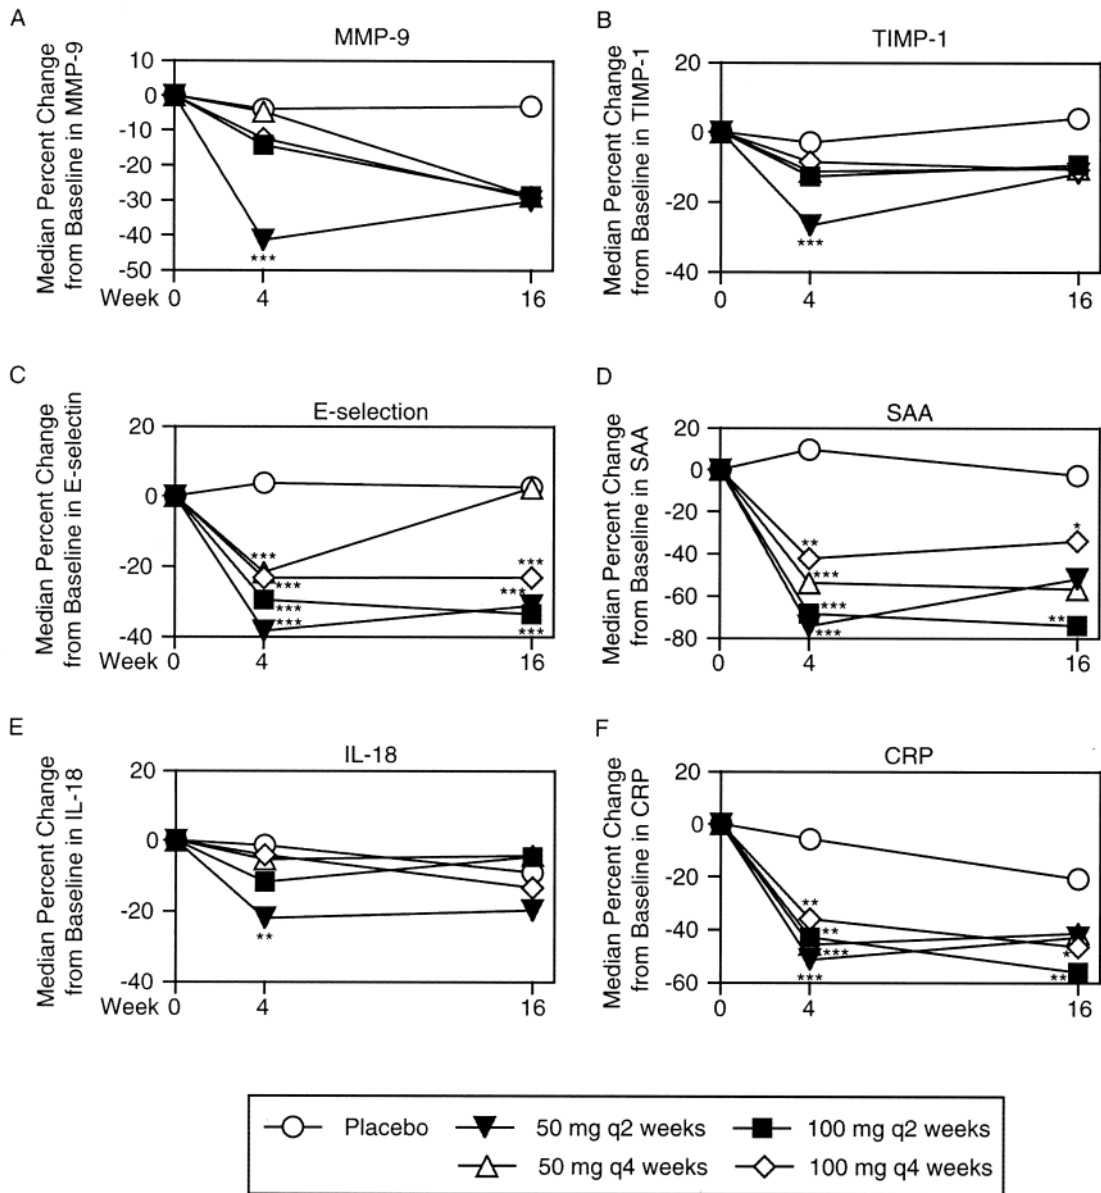 A
MMP-9
Median Percent Change
from Baseline in MMP-9
10
0
-10
-20
-30
-40
-50
***
Week 0 4 16
B
TIMP-1
Median Percent Change
from Baseline in TIMP-1
20
0
-20
-40
***
0 4 16
C
E-selection
Median Percent Change
from Baseline in E-selectin
20
0
-20
-40
***
***
***
***
***
***
***
Week 0 4 16
D
SAA
Median Percent Change
from Baseline in SAA
20
0
-20
-40
-60
-80
**
***
***
***
*
**
0 4 16
E
IL-18
Median Percent Change
from Baseline in IL-18
20
0
-20
-40
**
Week 0 4 16
F
CRP
Median Percent Change
from Baseline in CRP
20
0
-20
-40
-60
**
**
***
***
*
**
0 4 16
Placebo 50 mg q2 weeks 100 mg q2 weeks
50 mg q4 weeks 100 mg q4 weeks